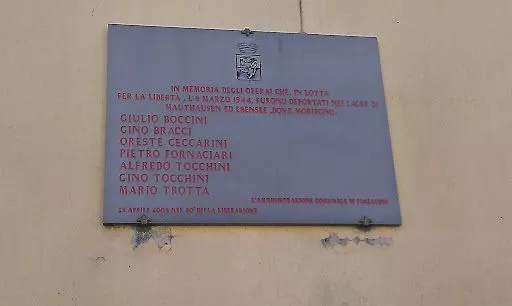 IN MEMORIA DEGLI OPERAI CHE, IN LOTTA
PER LA LIBERTÀ, L'8 MARZO 1944, FURONO DEPORTATI NEI LAGER DI
MAUTHAUSEN ED EBENSEE, DOVE MORIRONO.
GIULIO BOCCINI
GINO BRACCI
ORESTE CECCARINI
PIETRO FORNACIARI
ALFREDO TOCCHINI
GINO TOCCHINI
MARIO TROTTA
L'AMMINISTRAZIONE COMUNALE DI
25 APRILE 2005 NEL 60° DELLA LIBERAZIONE